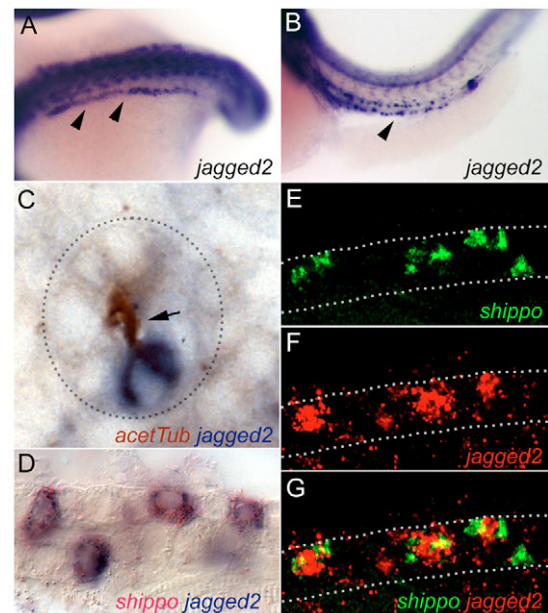 A
jagged2
B
jagged2
C
acetTub jagged2
D
shippo jagged2
E
shippo
F
jagged2
G
shippo jagged2